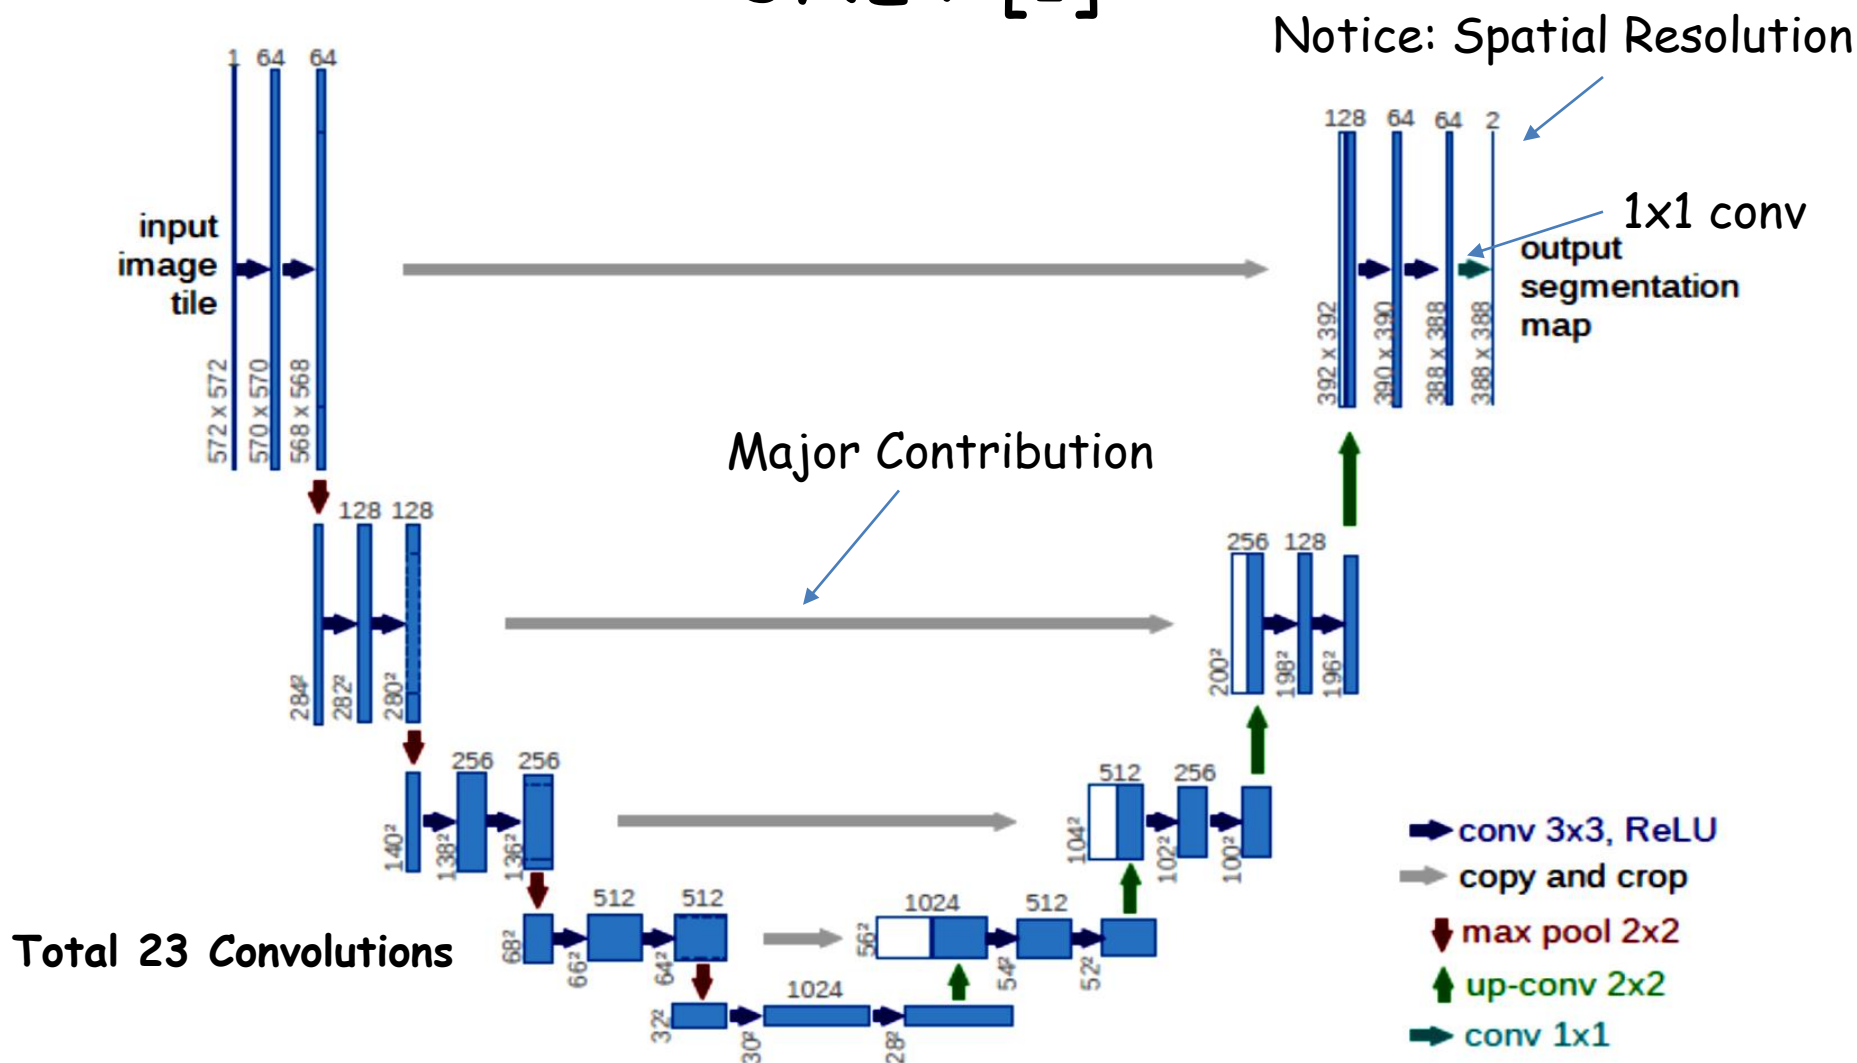 Notice: Spatial Resolution
1 64 64
128 64 64 2
input
image
tile
1x1 conv
output
segmentation
map
572 x 572
570 x 570
568 x 568
392 x 392
390 x 390
388 x 388
388 x 388
Major Contribution
128 128
256 128
284²
282²
280²
200²
198²
196²
256 256
512 256
140²
138²
136²
104²
102²
100²
conv 3x3, ReLU
copy and crop
max pool 2x2
up-conv 2x2
conv 1x1
512 512
1024 512
Total 23 Convolutions
68²
66²
64²
56²
54²
52²
1024
32²
30²
28²